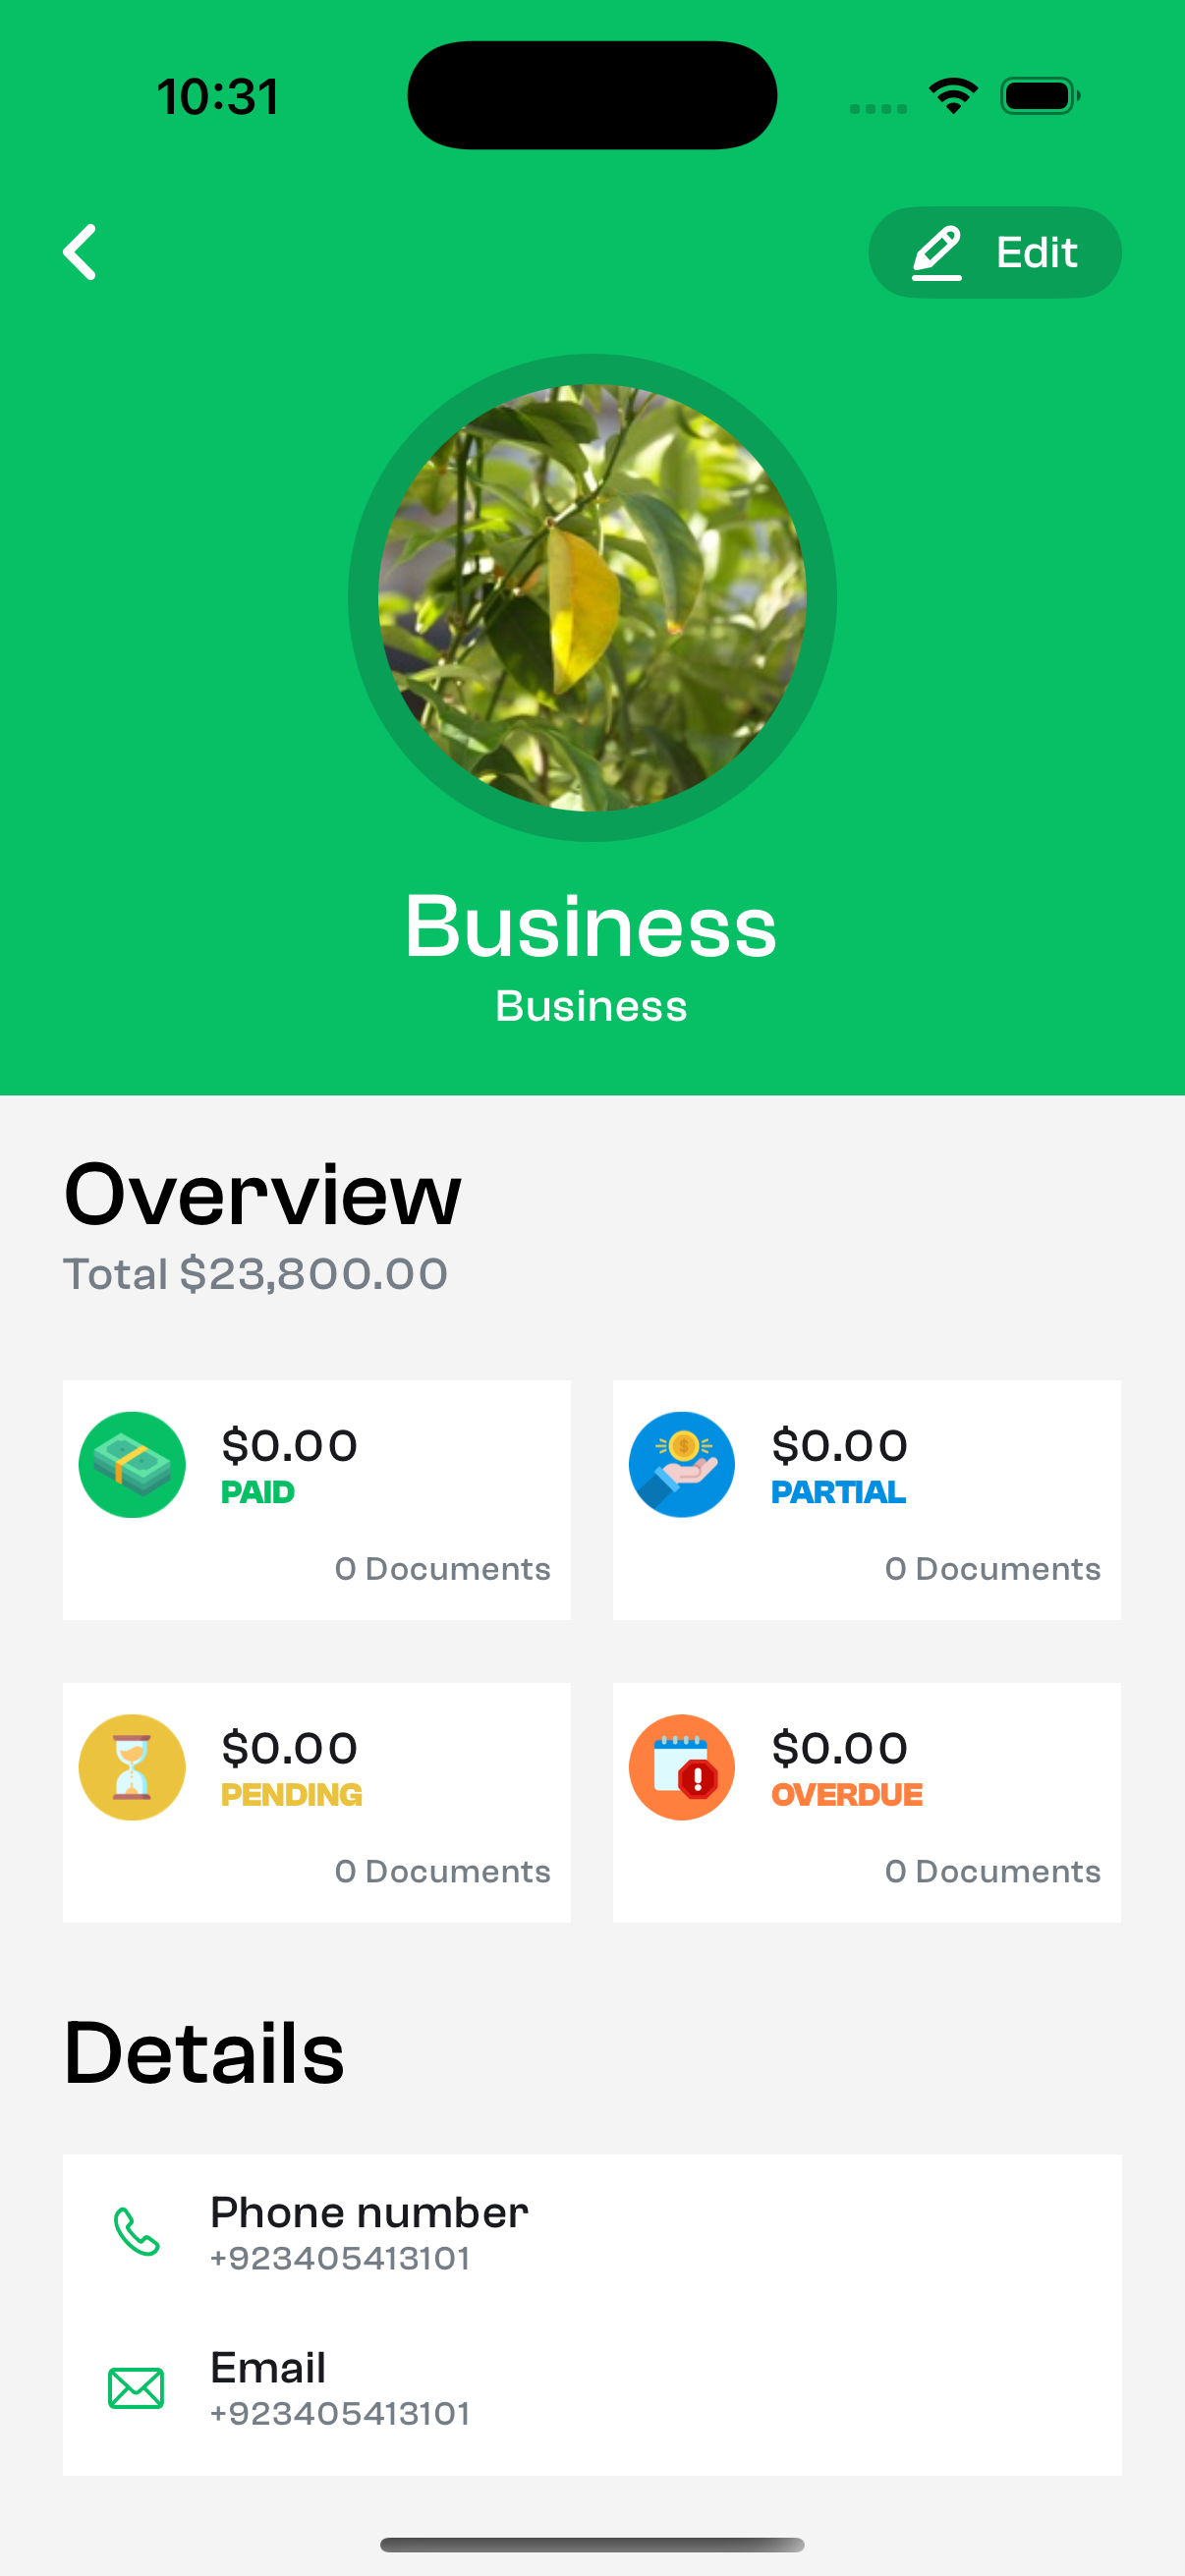 10:31
Edit
Business
Business
Overview
Total $23,800.00
$0.00
PAID
0 Documents
$0.00
PARTIAL
0 Documents
$0.00
PENDING
0 Documents
$0.00
OVERDUE
0 Documents
Details
Phone number
+923405413101
Email
+923405413101